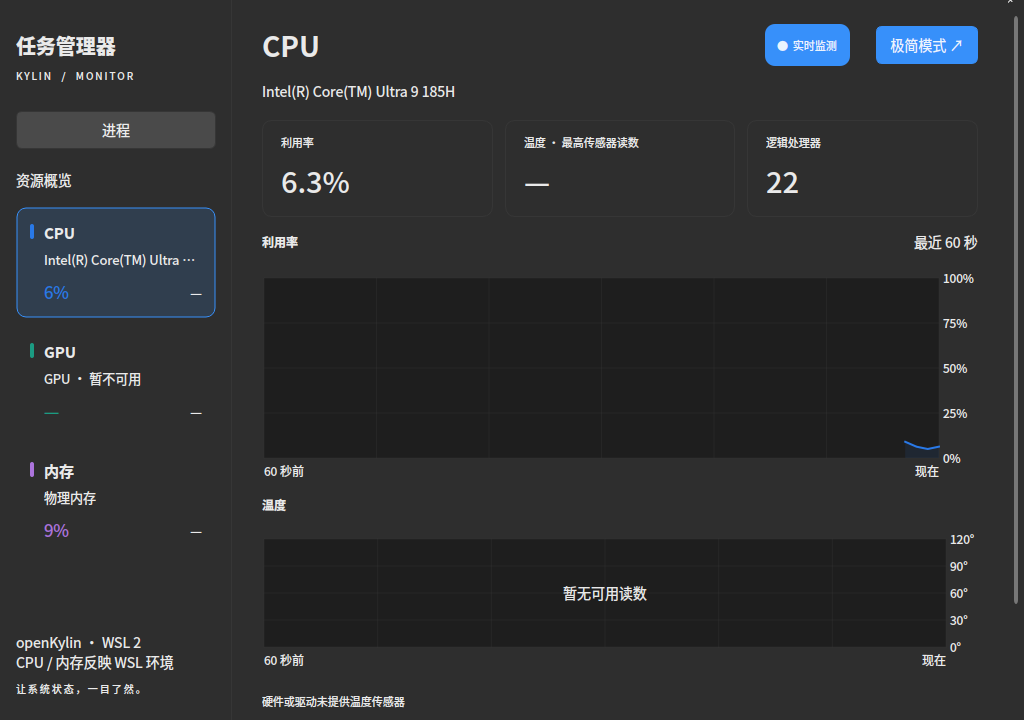 任务管理器
KYLIN / MONITOR
进程
资源概览
CPU
Intel(R) Core(TM) Ultra ···
6% —
GPU
GPU · 暂不可用
— —
内存
物理内存
9% —
openKylin · WSL 2
CPU / 内存反映 WSL 环境
让系统状态，一目了然。
CPU
● 实时监测
极简模式 ↗
Intel(R) Core(TM) Ultra 9 185H
利用率
6.3%
温度 · 最高传感器读数
—
逻辑处理器
22
利用率
最近 60 秒
100%
75%
50%
25%
0%
60 秒前
现在
温度
120°
90°
暂无可用读数
60°
30°
0°
60 秒前
现在
硬件或驱动未提供温度传感器